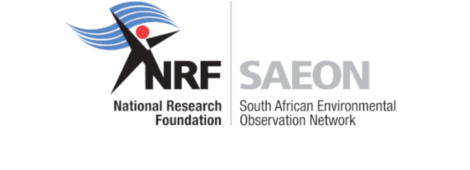 NRF
National Research
Foundation
SAEON
South African Environmental
Observation Network